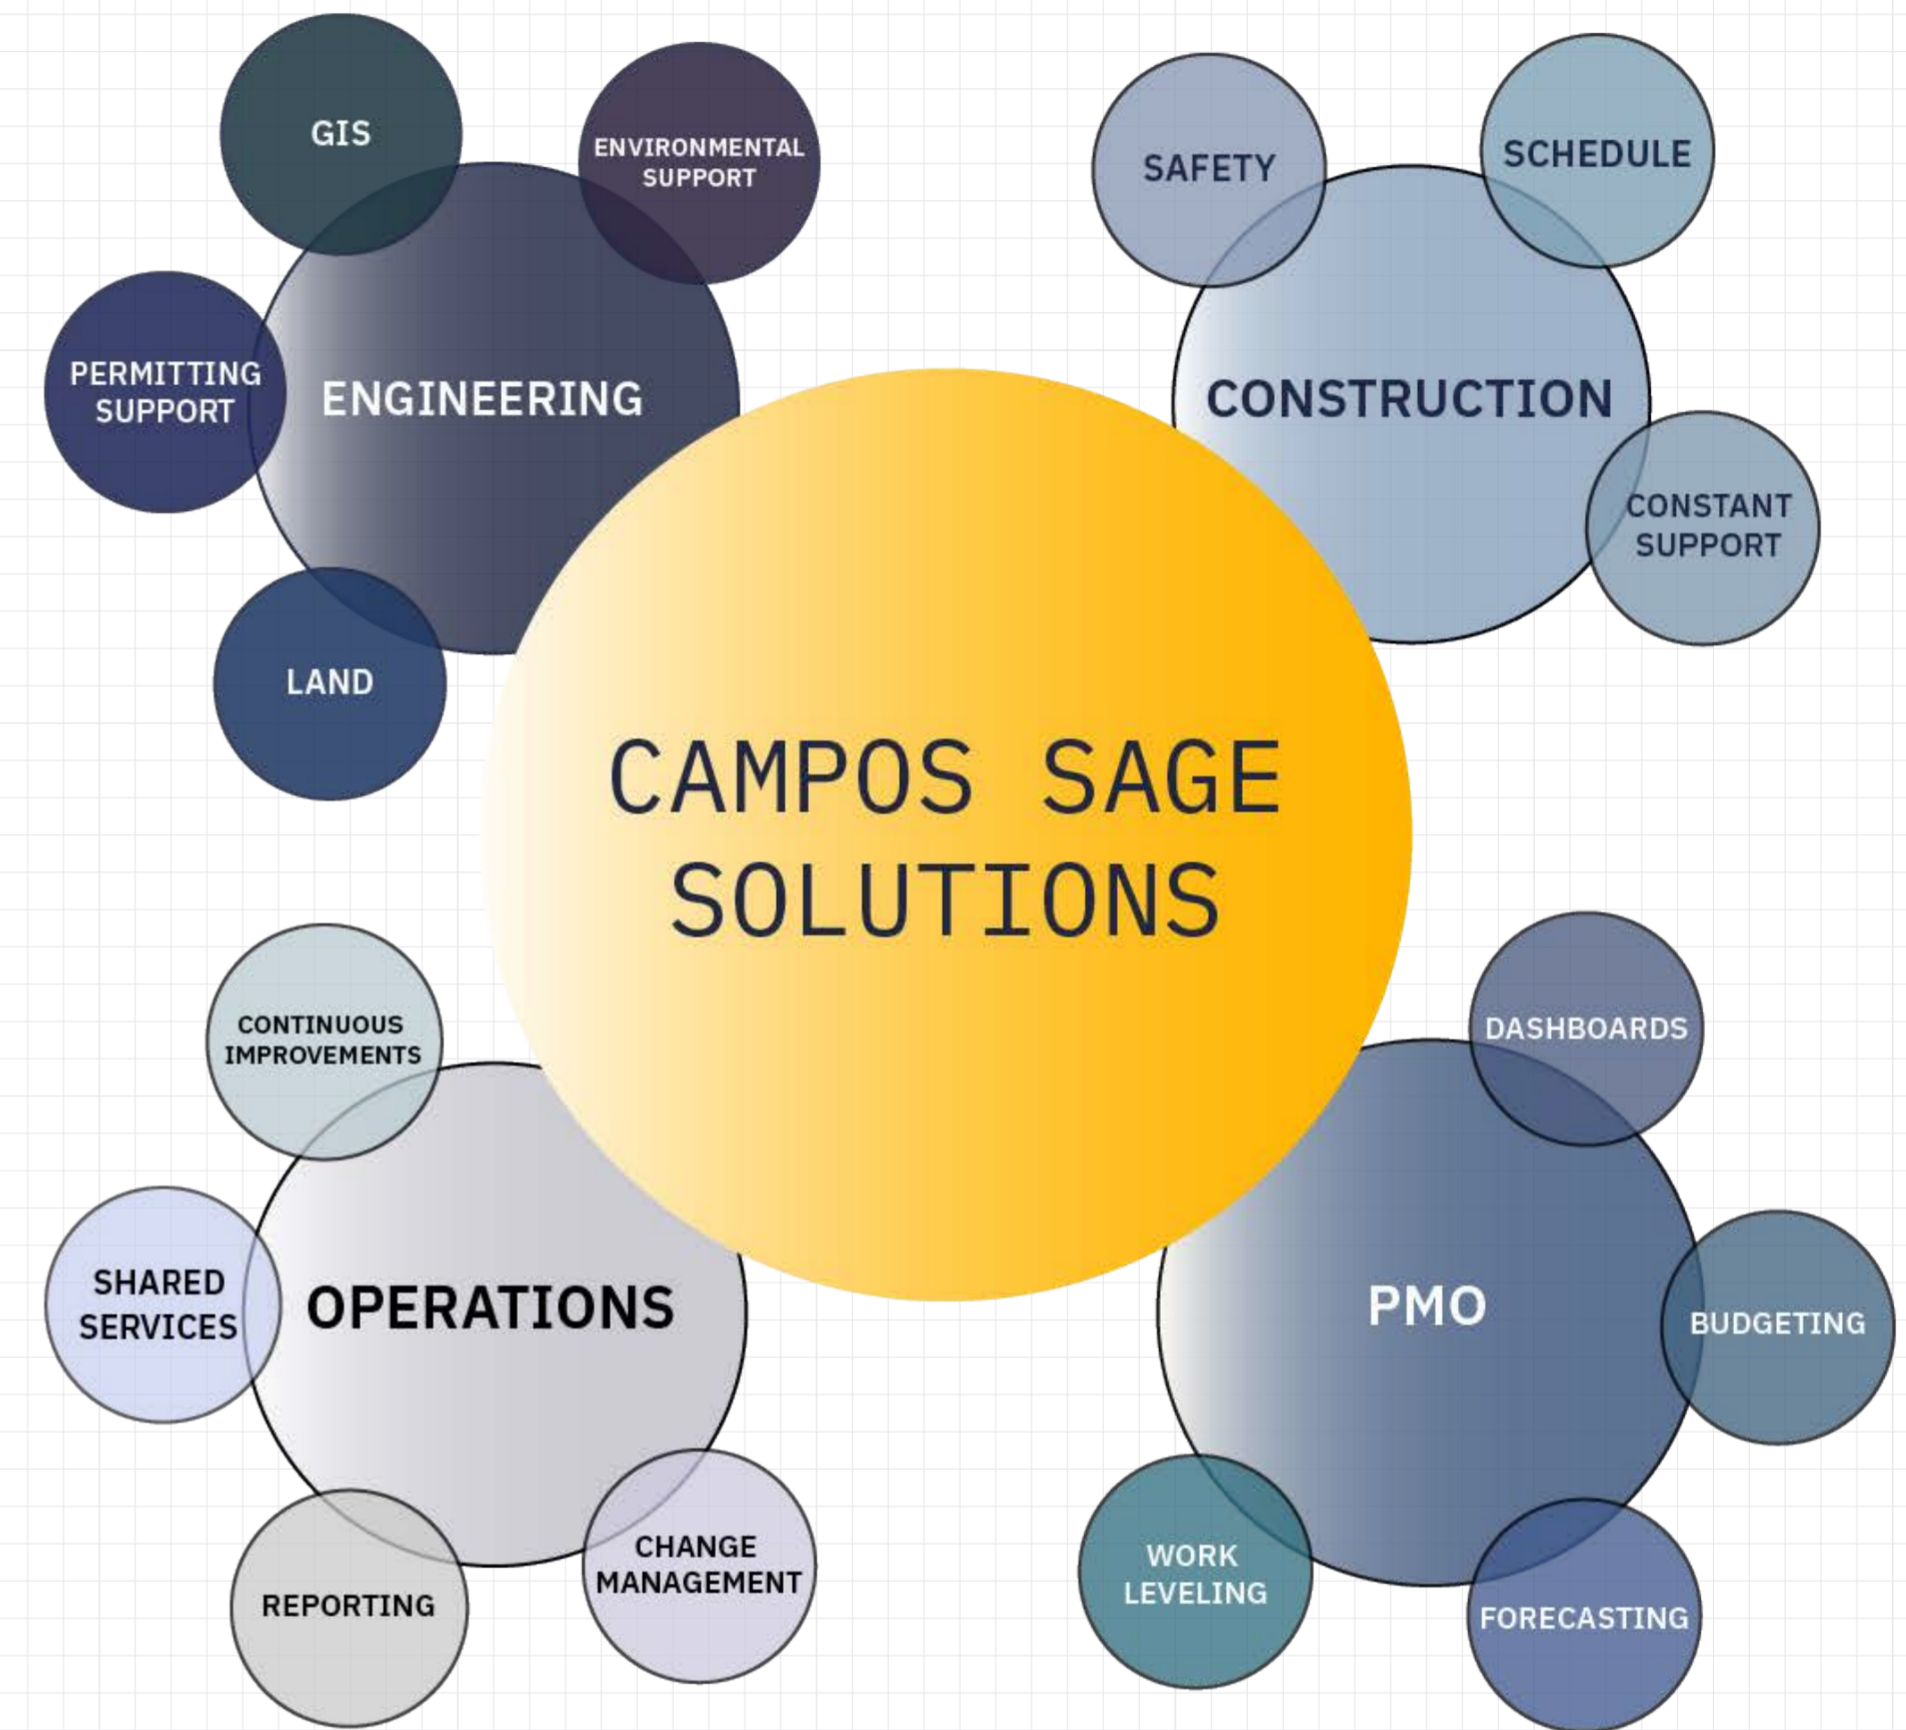 GIS
ENVIRONMENTAL
SUPPORT
PERMITTING
SUPPORT
ENGINEERING
LAND
SAFETY
SCHEDULE
CONSTRUCTION
CONSTANT
SUPPORT
CAMPOS SAGE
SOLUTIONS
CONTINUOUS
IMPROVEMENTS
SHARED
SERVICES
OPERATIONS
REPORTING
CHANGE
MANAGEMENT
DASHBOARDS
PMO
BUDGETING
WORK
LEVELING
FORECASTING